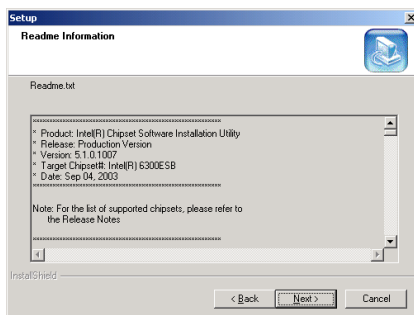 Setup
Readme Information
Readme.txt
************************************************************
* Product: Intel(R) Chipset Software Installation Utility
* Release: Production Version
* Version: 5.1.0.1007
* Target Chipset#: Intel(R) 6300ESB
* Date: Sep 04, 2003
************************************************************
Note: For the list of supported chipsets, please refer to
the Release Notes
************************************************************
InstallShield
< Back Next > Cancel